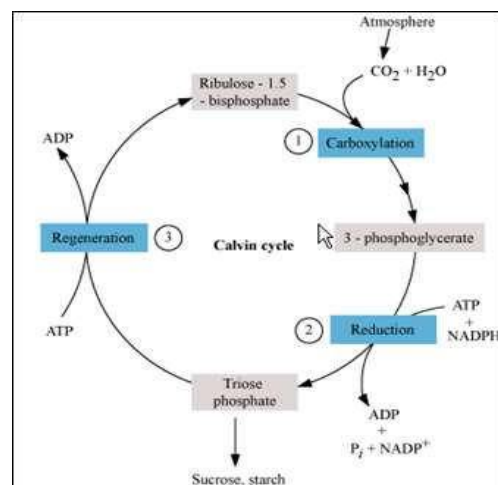 Atmosphere
CO2 + H2O
Ribulose - 1.5
- bisphosphate
1
Carboxylation
ADP
Regeneration
3
Calvin cycle
3 - phosphoglycerate
ATP
2
Reduction
ATP
+
NADPH
Triose
phosphate
ADP
+
Pi + NADP+
Sucrose, starch